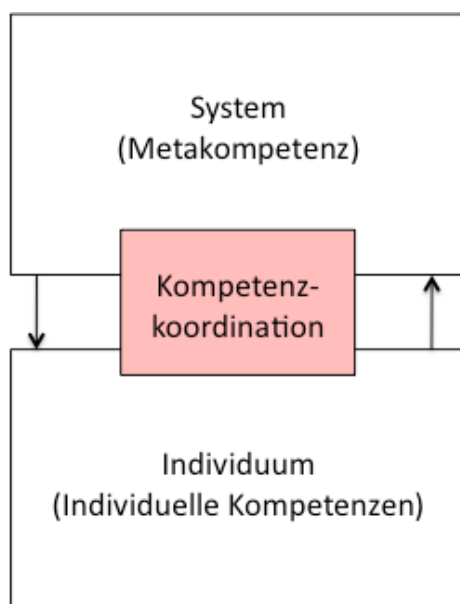 System
(Metakompetenz)
Kompetenz-
koordination
Individuum
(Individuelle Kompetenzen)